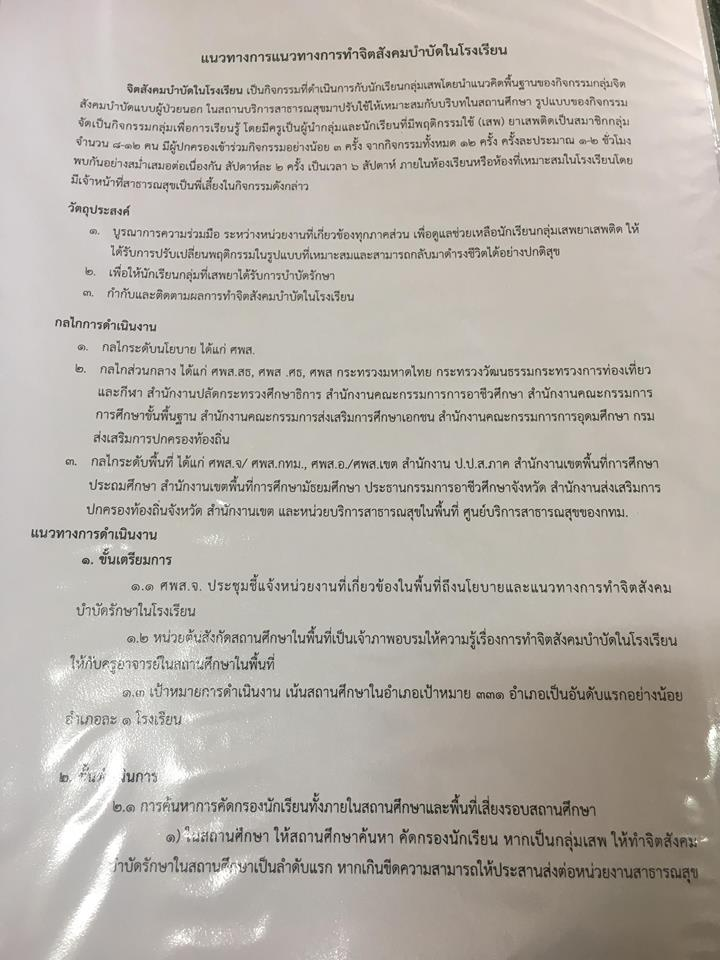 แนวทางการแนวทางการทำจิตสังคมบำบัดในโรงเรียน
จิตสังคมบำบัดในโรงเรียน เป็นกิจกรรมที่ดำเนินการกับนักเรียนกลุ่มเสพโดยนำแนวคิดพื้นฐานของกิจกรรมกลุ่มจิต
สังคมบำบัดแบบผู้ป่วยนอก ในสถานบริการสาธารณสุขมาปรับใช้ให้เหมาะสมกับบริบทในสถานศึกษา รูปแบบของกิจกรรม
จัดเป็นกิจกรรมกลุ่มเพื่อการเรียนรู้ โดยมีครูเป็นผู้นำกลุ่มและนักเรียนที่มีพฤติกรรมใช้ (เสพ) ยาเสพติดเป็นสมาชิกกลุ่ม
จำนวน ๘-๑๒ คน มีผู้ปกครองเข้าร่วมกิจกรรมอย่างน้อย ๓ ครั้ง จากกิจกรรมทั้งหมด ๑๒ ครั้ง ครั้งละประมาณ ๑-๒ ชั่วโมง
พบกันอย่างสม่ำเสมอต่อเนื่องกัน สัปดาห์ละ ๒ ครั้ง เป็นเวลา ๖ สัปดาห์ ภายในห้องเรียนหรือห้องที่เหมาะสมในโรงเรียนโดย
มีเจ้าหน้าที่สาธารณสุขเป็นพี่เลี้ยงในกิจกรรมดังกล่าว
วัตถุประสงค์
๑. บูรณาการความร่วมมือ ระหว่างหน่วยงานที่เกี่ยวข้องทุกภาคส่วน เพื่อดูแลช่วยเหลือนักเรียนกลุ่มเสพยาเสพติด ให้
ได้รับการปรับเปลี่ยนพฤติกรรมในรูปแบบที่เหมาะสมและสามารถกลับมาดำรงชีวิตได้อย่างปกติสุข
๒. เพื่อให้นักเรียนกลุ่มที่เสพยาได้รับการบำบัดรักษา
๓. กำกับและติดตามผลการทำจิตสังคมบำบัดในโรงเรียน
กลไกการดำเนินงาน
๑. กลไกระดับนโยบาย ได้แก่ ศพส.
๒. กลไกส่วนกลาง ได้แก่ ศพส.สธ, ศพส .ศธ, ศพส กระทรวงมหาดไทย กระทรวงวัฒนธรรมกระทรวงการท่องเที่ยว
และกีฬา สำนักงานปลัดกระทรวงศึกษาธิการ สำนักงานคณะกรรมการการอาชีวศึกษา สำนักงานคณะกรรมการ
การศึกษาขั้นพื้นฐาน สำนักงานคณะกรรมการส่งเสริมการศึกษาเอกชน สำนักงานคณะกรรมการการอุดมศึกษา กรม
ส่งเสริมการปกครองท้องถิ่น
๓. กลไกระดับพื้นที่ ได้แก่ ศพส.จ/ ศพส.กทม., ศพส.อ./ศพส.เขต สำนักงาน ป.ป.ส.ภาค สำนักงานเขตพื้นที่การศึกษา
ประถมศึกษา สำนักงานเขตพื้นที่การศึกษามัธยมศึกษา ประธานกรรมการอาชีวศึกษาจังหวัด สำนักงานส่งเสริมการ
ปกครองท้องถิ่นจังหวัด สำนักงานเขต และหน่วยบริการสาธารณสุขในพื้นที่ ศูนย์บริการสาธารณสุขของกทม.
แนวทางการดำเนินงาน
๑. ขั้นเตรียมการ
๑.๑ ศพส.จ. ประชุมชี้แจ้งหน่วยงานที่เกี่ยวข้องในพื้นที่ถึงนโยบายและแนวทางการทำจิตสังคม
บำบัดรักษาในโรงเรียน
๑.๒ หน่วยต้นสังกัดสถานศึกษาในพื้นที่เป็นเจ้าภาพอบรมให้ความรู้เรื่องการทำจิตสังคมบำบัดในโรงเรียน
ให้กับครูอาจารย์ในสถานศึกษาในพื้นที่
๑.๓ เป้าหมายการดำเนินงาน เน้นสถานศึกษาในอำเภอเป้าหมาย ๓๓๑ อำเภอเป็นอันดับแรกอย่างน้อย
อำเภอละ ๑ โรงเรียน
๒. ขั้นดำเนินการ
๒.๑ การค้นหาการคัดกรองนักเรียนทั้งภายในสถานศึกษาและพื้นที่เสี่ยงรอบสถานศึกษา
๑) ในสถานศึกษา ให้สถานศึกษาค้นหา คัดกรองนักเรียน หากเป็นกลุ่มเสพ ให้ทำจิตสังคม
บำบัดรักษาในสถานศึกษาเป็นลำดับแรก หากเกินขีดความสามารถให้ประสานส่งต่อหน่วยงานสาธารณสุข